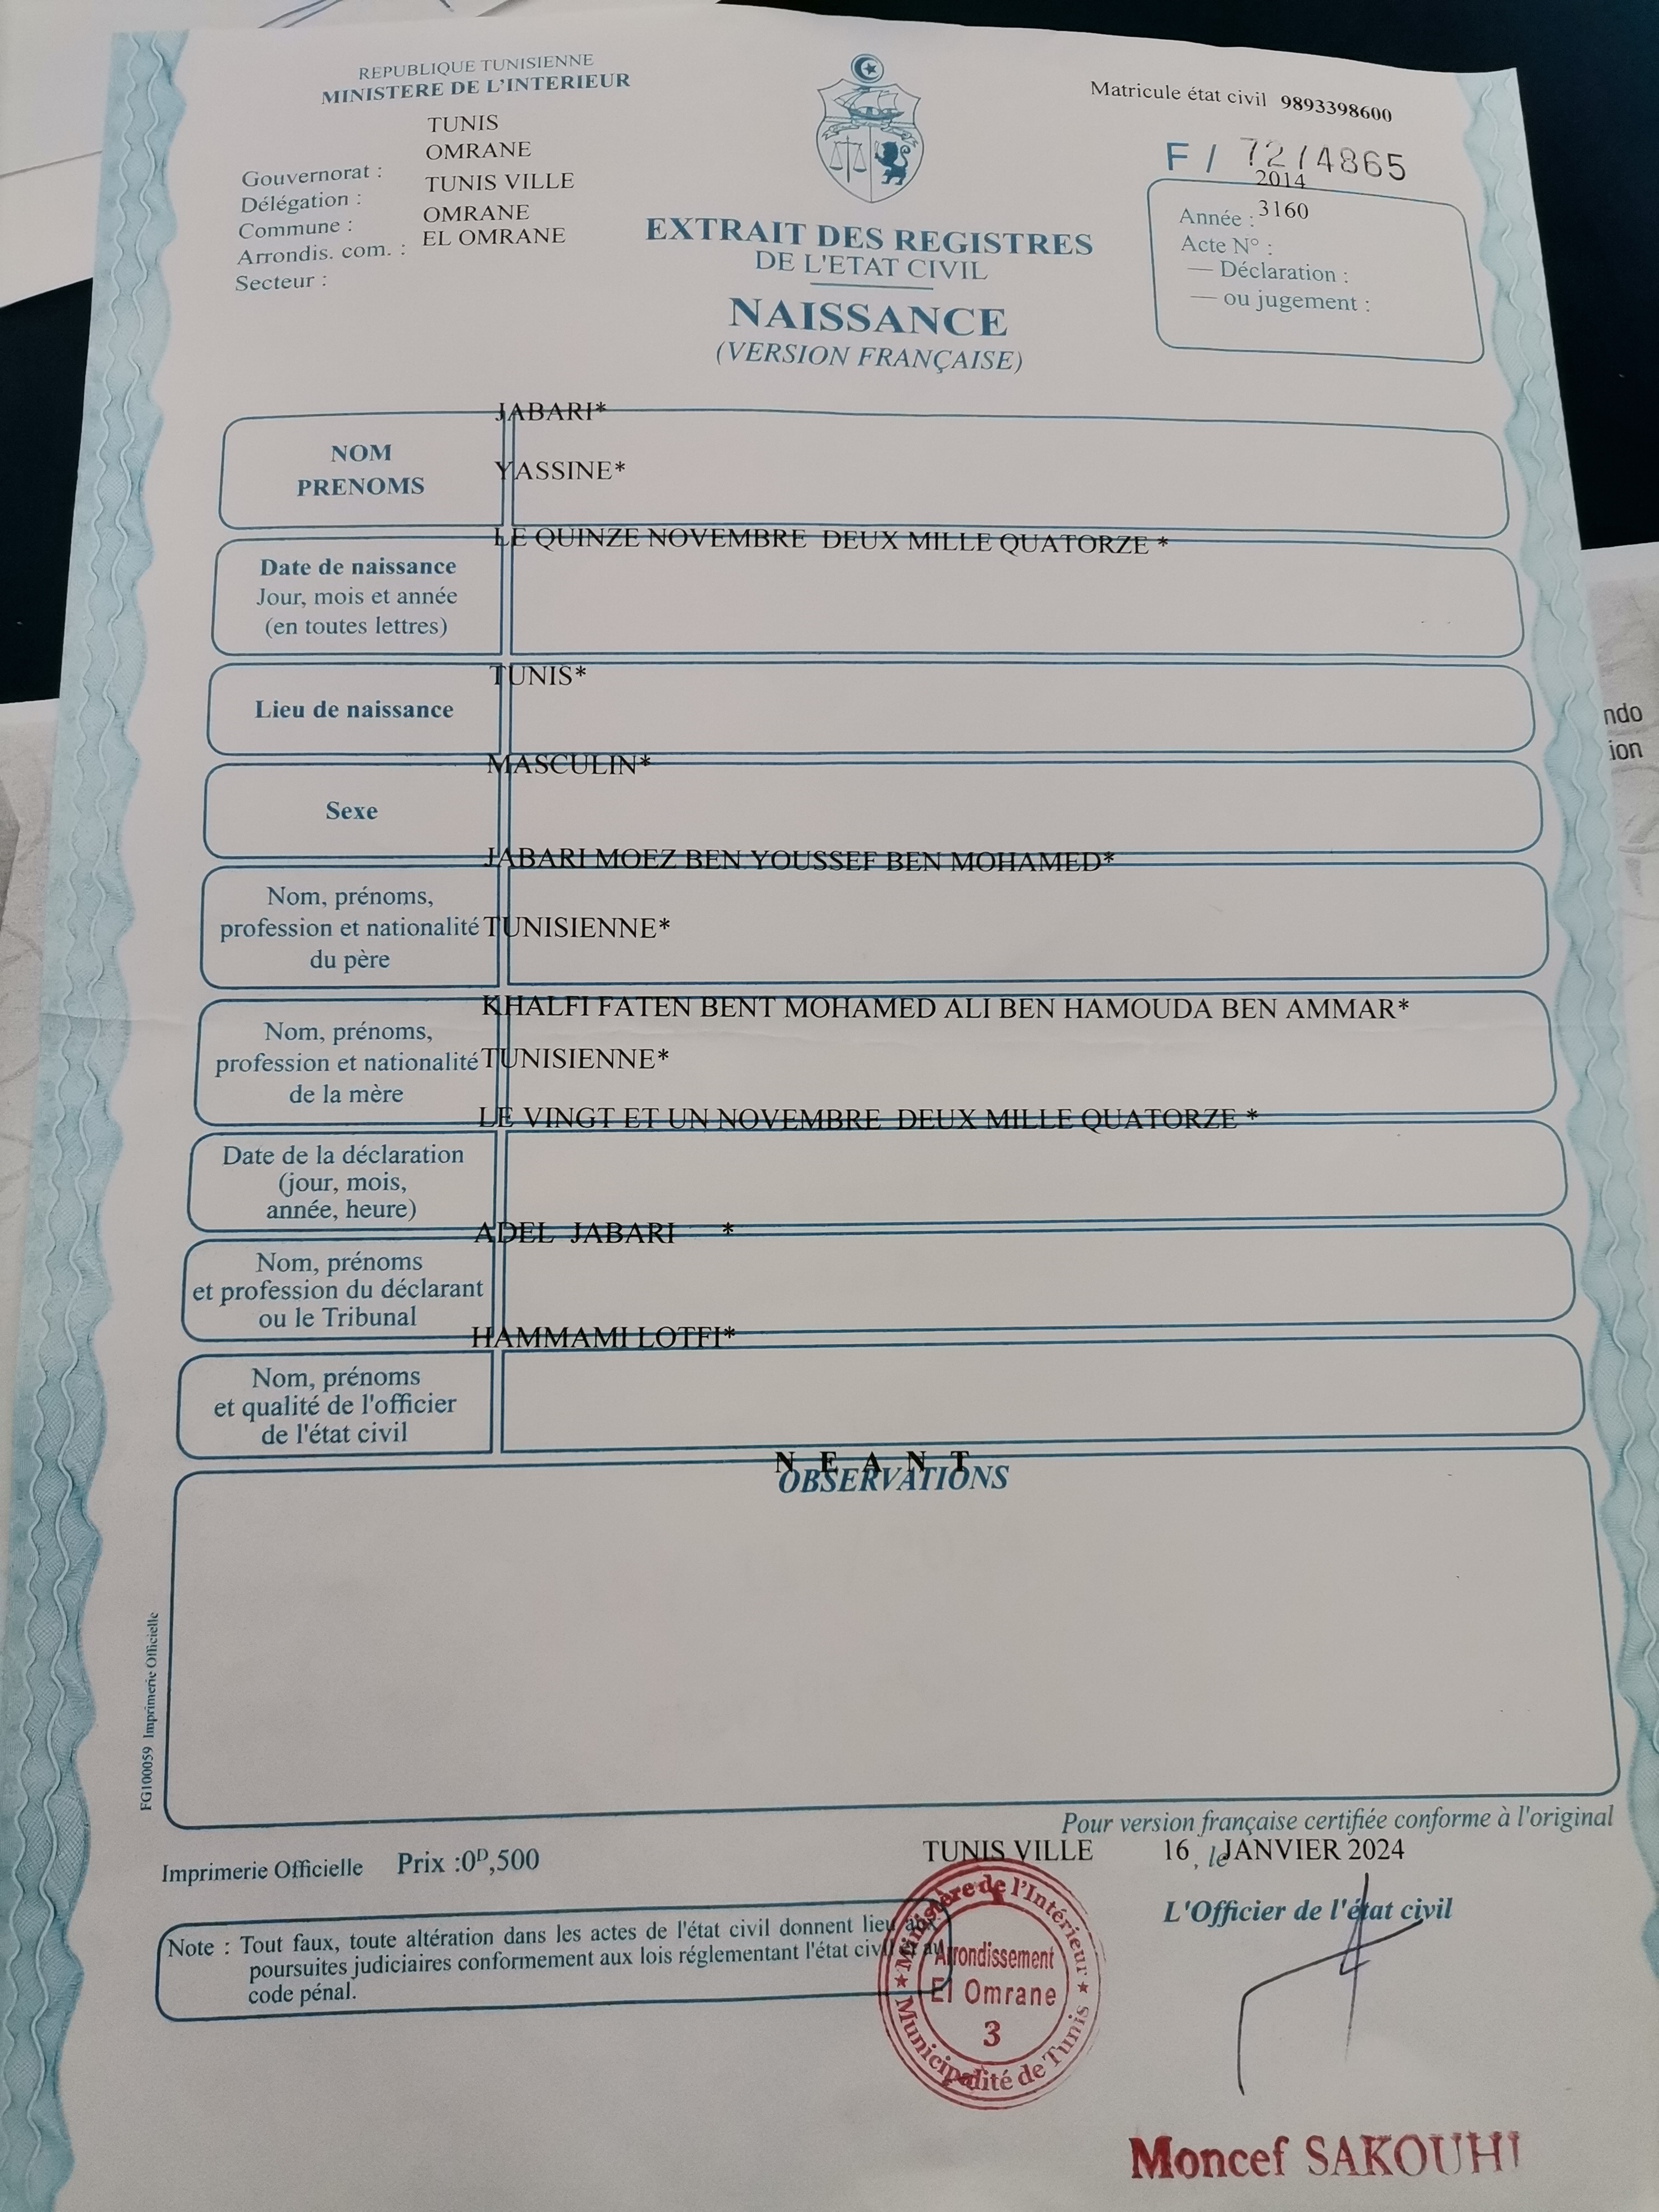 REPUBLIQUE TUNISIENNE
MINISTERE DE L'INTERIEUR
Matricule état civil 9893398600
F / 72 / 4865
TUNIS
OMRANE
TUNIS VILLE
OMRANE
EL OMRANE
Gouvernorat :
Délégation :
Commune :
Arrondis. com. :
Secteur :
2014
Année : 3160
Acte N° :
— Déclaration :
— ou jugement :
EXTRAIT DES REGISTRES
DE L'ETAT CIVIL
NAISSANCE
(VERSION FRANÇAISE)
JABARI*
NOM
PRENOMS
YASSINE*
LE QUINZE NOVEMBRE DEUX MILLE QUATORZE *
Date de naissance
Jour, mois et année
(en toutes lettres)
TUNIS*
Lieu de naissance
MASCULIN*
Sexe
JABARI MOEZ BEN YOUSSEF BEN MOHAMED*
Nom, prénoms,
profession et nationalité
du père
TUNISIENNE*
KHALFI FATEN BENT MOHAMED ALI BEN HAMOUDA BEN AMMAR*
Nom, prénoms,
profession et nationalité
de la mère
TUNISIENNE*
LE VINGT ET UN NOVEMBRE DEUX MILLE QUATORZE *
Date de la déclaration
(jour, mois,
année, heure)
ADEL JABARI *
Nom, prénoms
et profession du déclarant
ou le Tribunal
HAMMAMI LOTFI*
Nom, prénoms
et qualité de l'officier
de l'état civil
N E A N T
OBSERVATIONS
FG100059 Imprimerie Officielle
Pour version française certifiée conforme à l'original
TUNIS VILLE 16 , le JANVIER 2024
Imprimerie Officielle Prix :0D,500
L'Officier de l'état civil
Note : Tout faux, toute altération dans les actes de l'état civil donnent lieu aux
poursuites judiciaires conformement aux lois réglementant l'état civil et au
code pénal.
Ministère de l'Intérieur
Arrondissement
El Omrane
3
Municipalité de Tunis
Moncef SAKOUHI
ndo
ion